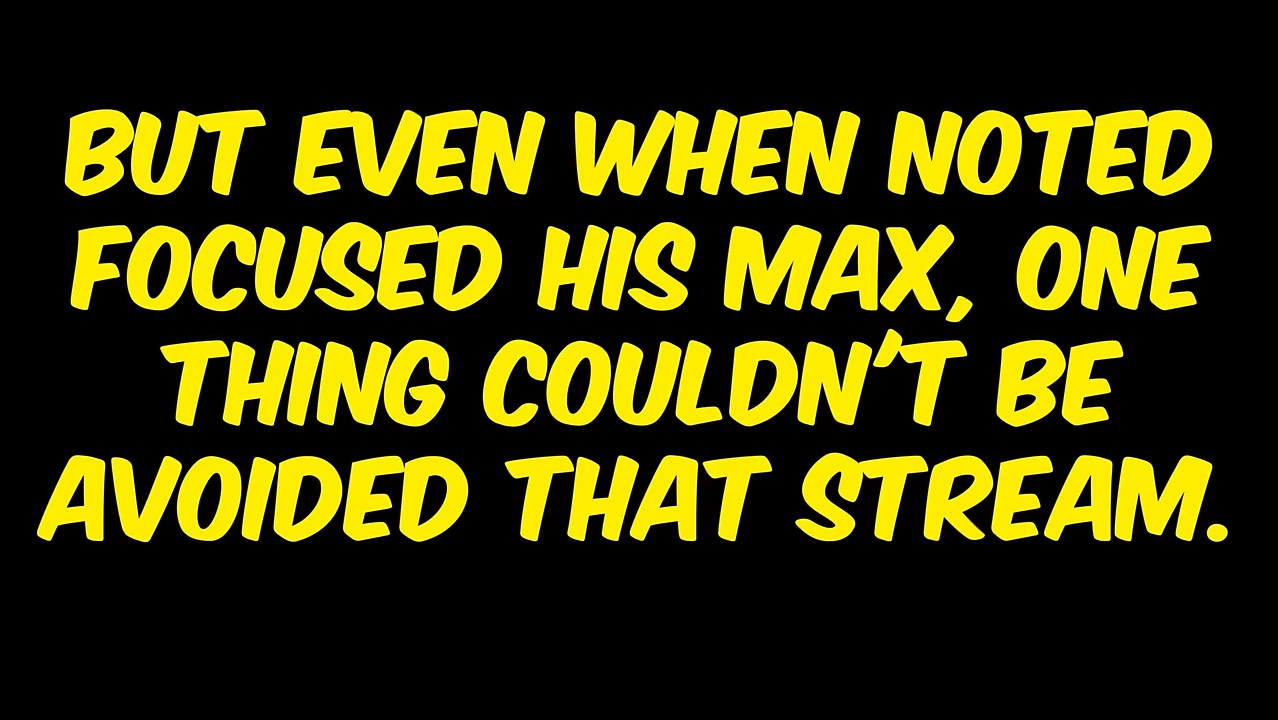 BUT EVEN WHEN NOTED
FOCUSED HIS MAX, ONE
THING COULDN'T BE
AVOIDED THAT STREAM.